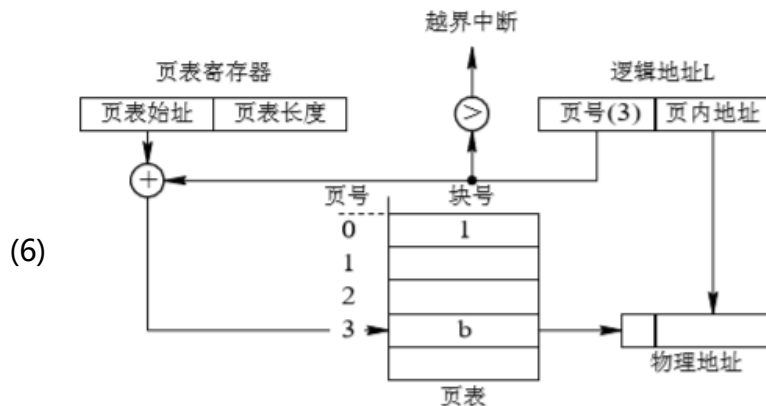 越界中断
页表寄存器
逻辑地址L
页表始址 页表长度
>
页号(3) 页内地址
+
页号 块号
0 1
(6)
1
2
3 b
物理地址
页表